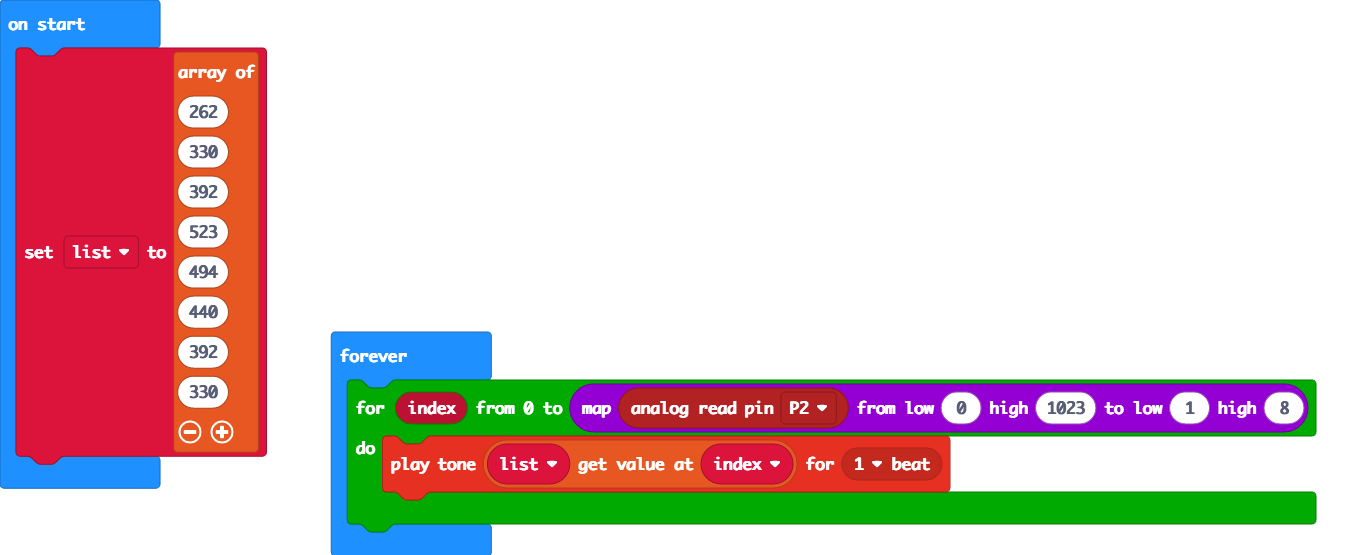 on start
set list to
array of
262
330
392
523
494
440
392
330
forever
for index from 0 to map analog read pin P2 from low 0 high 1023 to low 1 high 8
do
play tone list get value at index for 1 beat